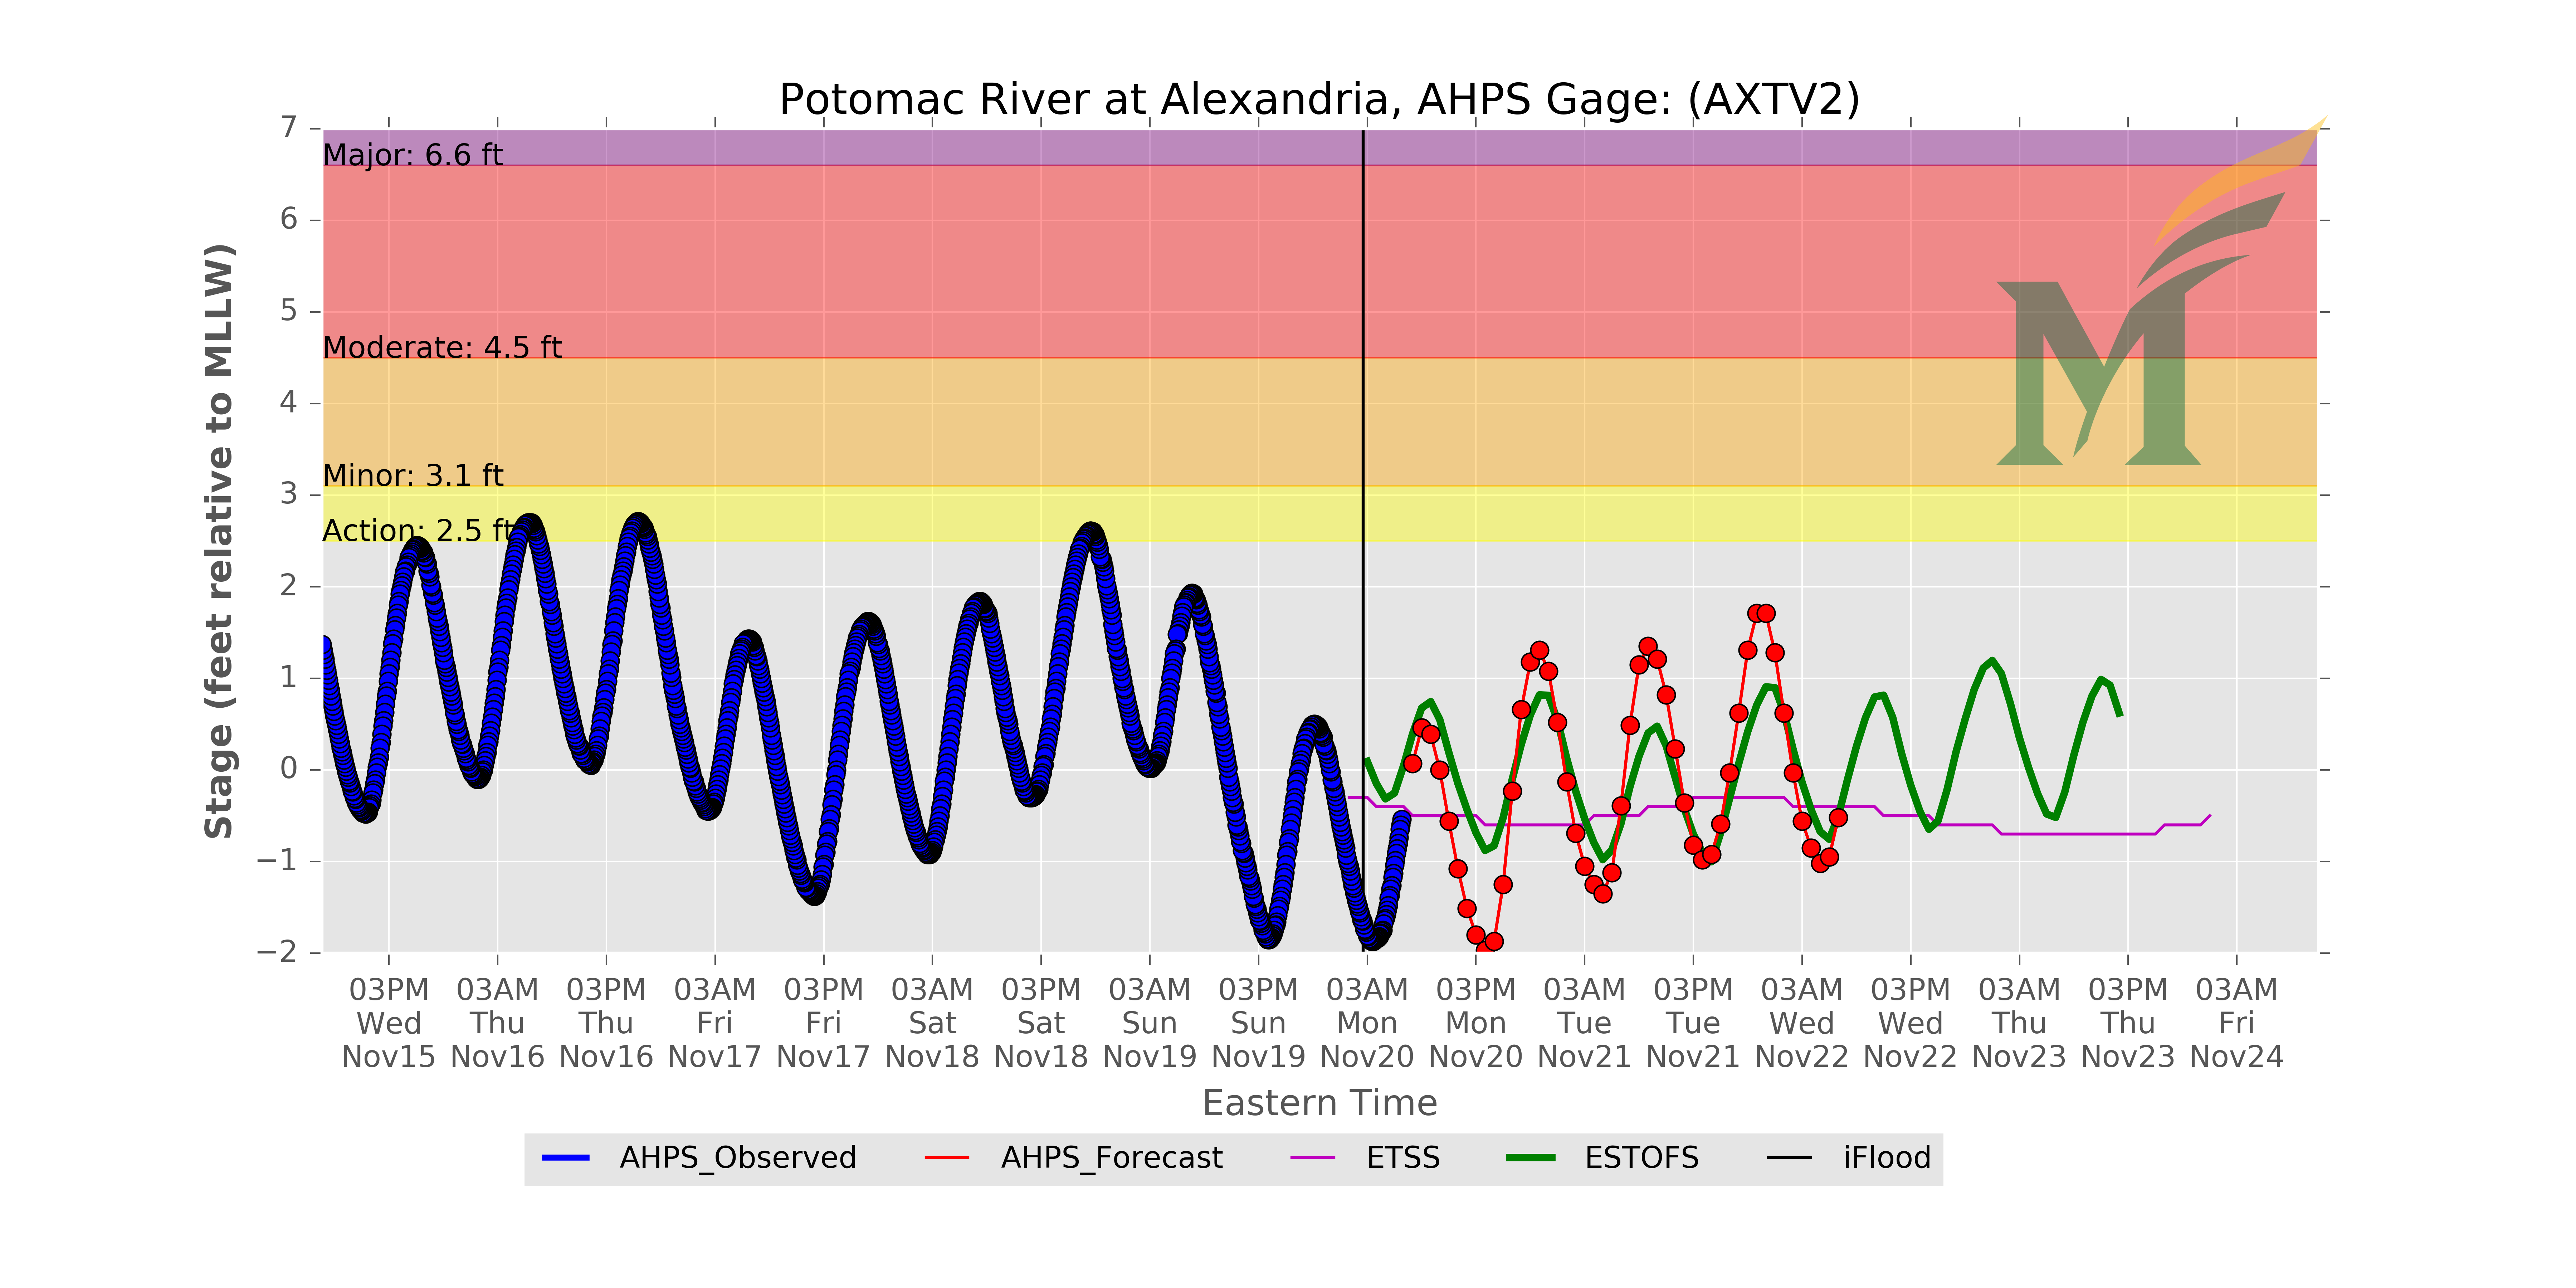 Potomac River at Alexandria, AHPS Gage: (AXTV2)
7
Major: 6.6 ft
6
5
Moderate: 4.5 ft
4
Minor: 3.1 ft
3
Action: 2.5 ft
2
1
0
−1
−2
Stage (feet relative to MLLW)
03PM 03AM 03PM 03AM 03PM 03AM 03PM 03AM 03PM 03AM 03PM 03AM 03PM 03AM 03PM 03AM 03PM 03AM
Wed Thu Thu Fri Fri Sat Sat Sun Sun Mon Mon Tue Tue Wed Wed Thu Thu Fri
Nov15 Nov16 Nov16 Nov17 Nov17 Nov18 Nov18 Nov19 Nov19 Nov20 Nov20 Nov21 Nov21 Nov22 Nov22 Nov23 Nov23 Nov24
Eastern Time
AHPS_Observed AHPS_Forecast ETSS ESTOFS iFlood